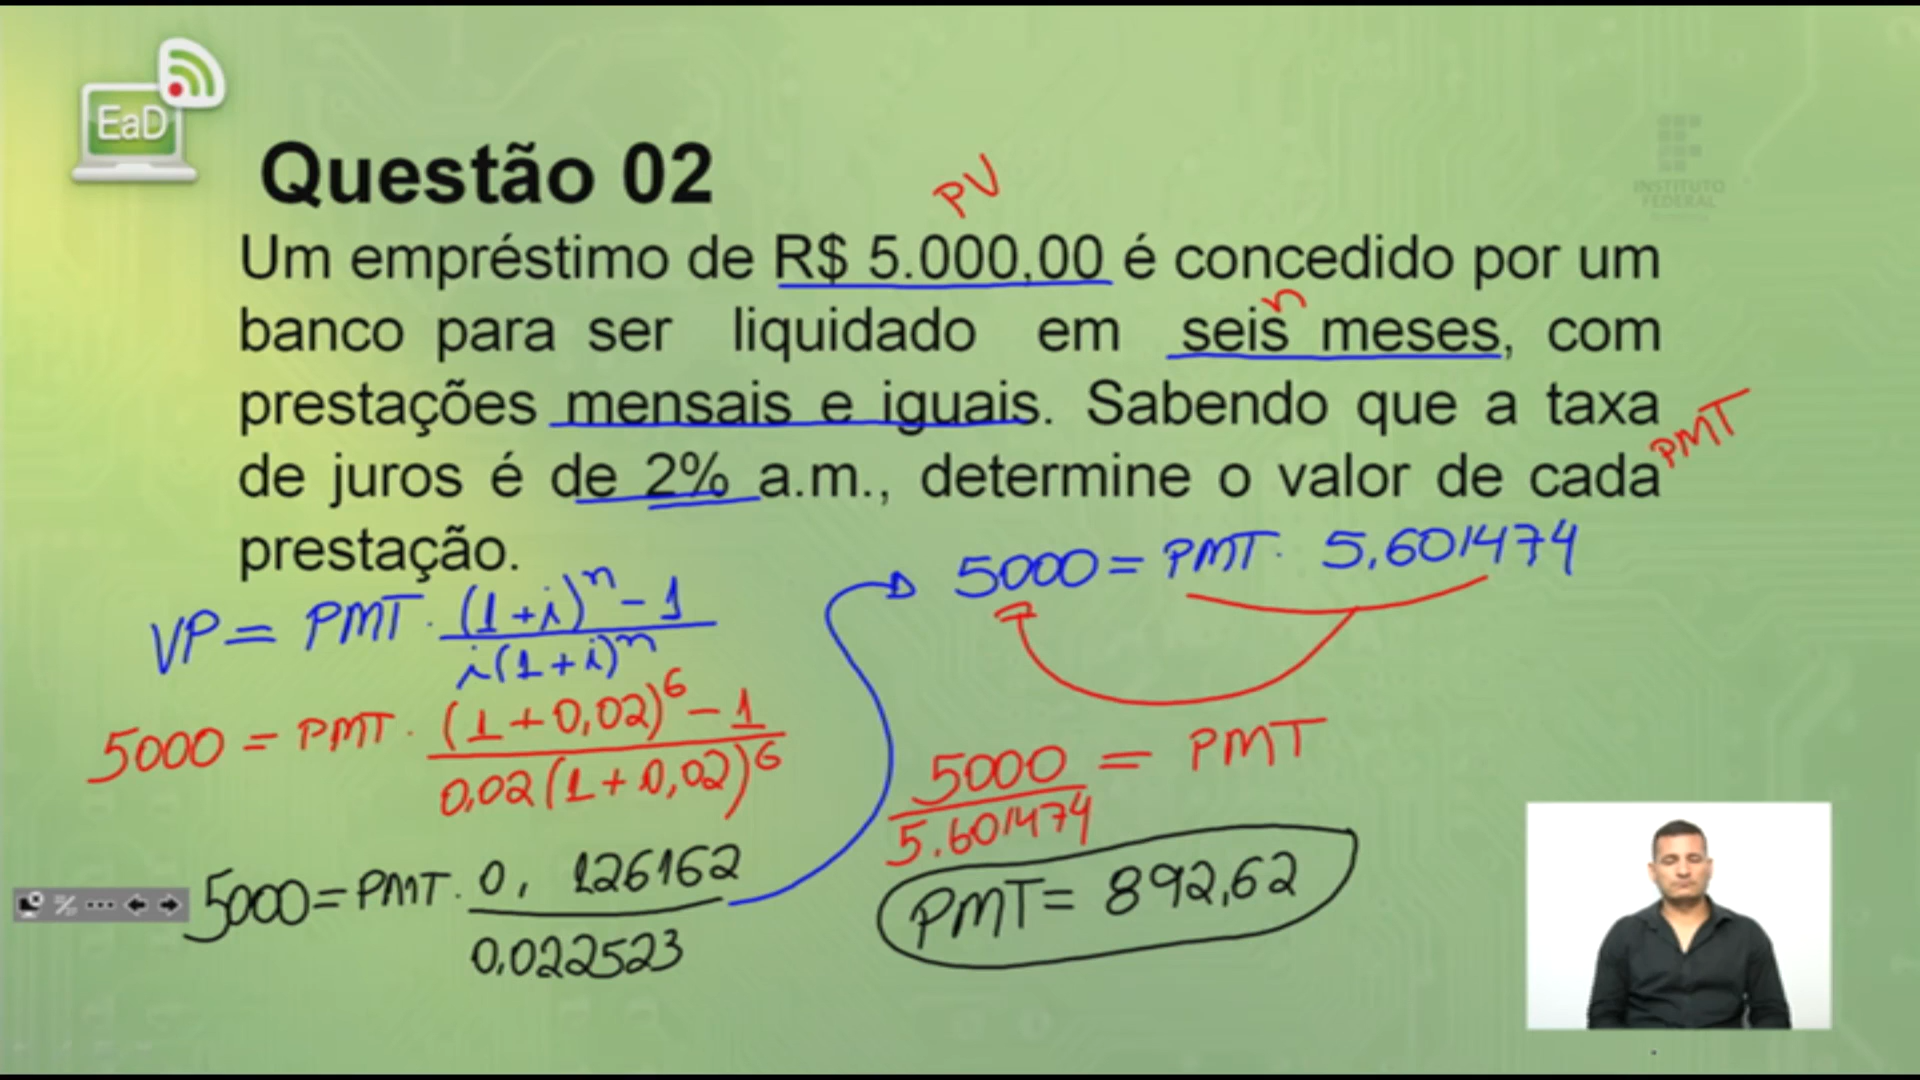 EaD
Questão 02
PV
INSTITUTO
FEDERAL
Um empréstimo de R$ 5.000,00 é concedido por um
n
banco para ser liquidado em seis meses, com
prestações mensais e iguais. Sabendo que a taxa
PMT
de juros é de 2% a.m., determine o valor de cada
prestação.
VP = PMT · (1+i)^n - 1 / i(1+i)^n
5000 = PMT · (1+0,02)^6 - 1 / 0,02(1+0,02)^6
5000 = PMT · 0, 126162 / 0,022523
5000 = PMT · 5,601474
5000 / 5,601474 = PMT
PMT = 892,62